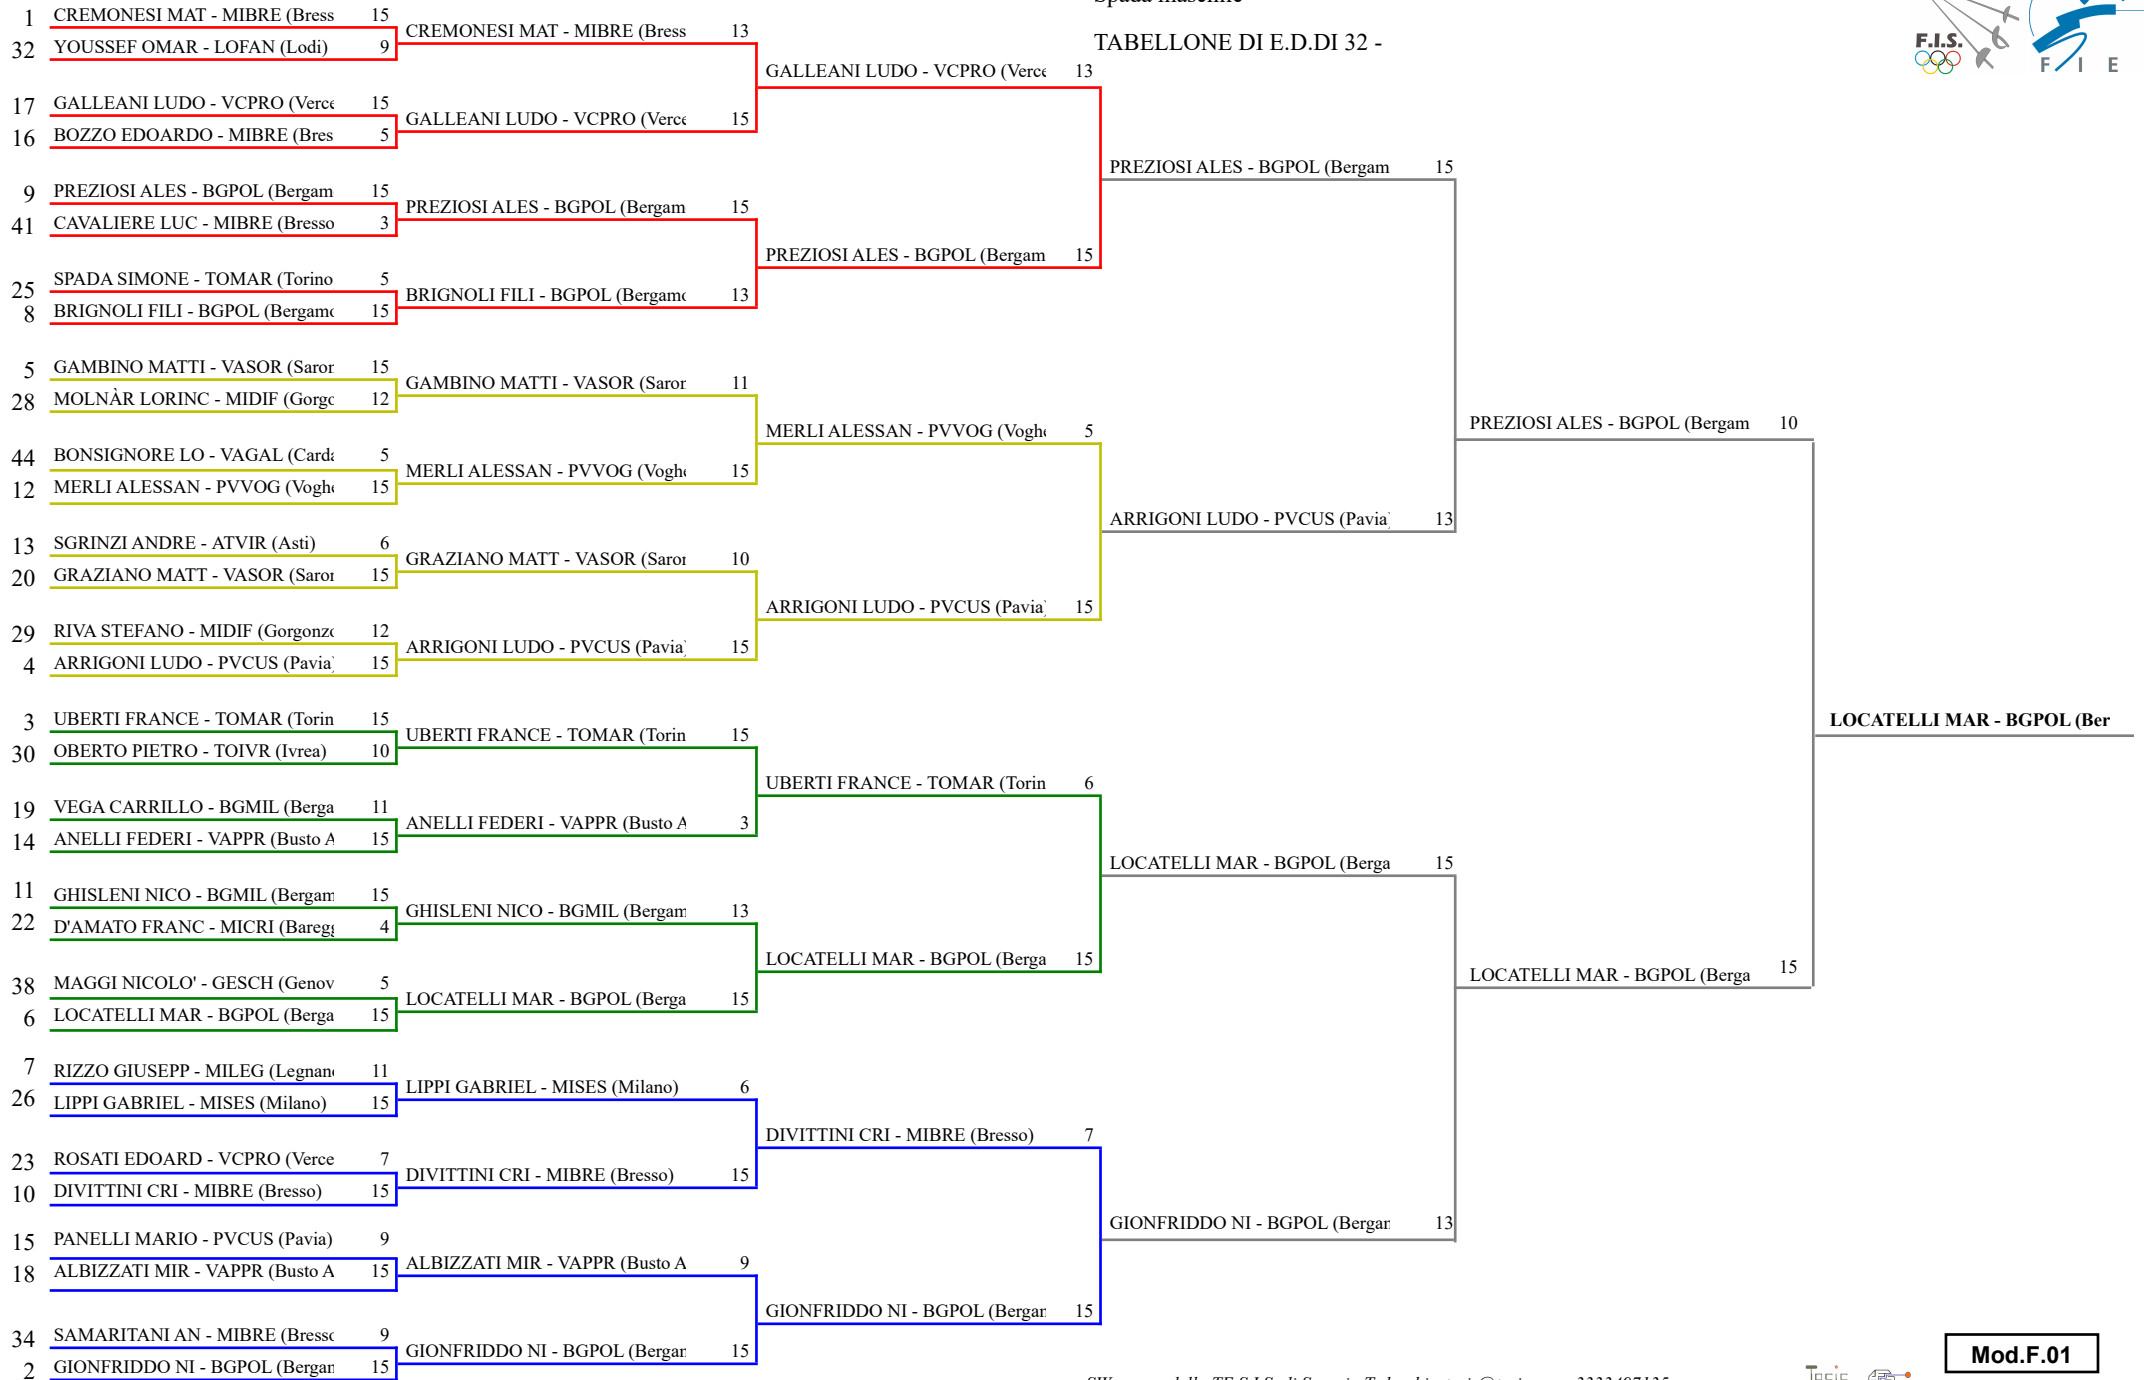 Spada maschile
TABELLONE DI E.D.DI 32 -
F.I.S.
F I E
1 CREMONESI MAT - MIBRE (Bress 15
32 YOUSSEF OMAR - LOFAN (Lodi) 9
17 GALLEANI LUDO - VCPRO (Verce 15
16 BOZZO EDOARDO - MIBRE (Bres 5
9 PREZIOSI ALES - BGPOL (Bergam 15
41 CAVALIERE LUC - MIBRE (Bresso 3
25 SPADA SIMONE - TOMAR (Torino 5
8 BRIGNOLI FILI - BGPOL (Bergamo 15
5 GAMBINO MATTI - VASOR (Saron 15
28 MOLNÀR LORINC - MIDIF (Gorgo 12
44 BONSIGNORE LO - VAGAL (Carda 5
12 MERLI ALESSAN - PVVOG (Voghe 15
13 SGRINZI ANDRE - ATVIR (Asti) 6
20 GRAZIANO MATT - VASOR (Saron 15
29 RIVA STEFANO - MIDIF (Gorgonzo 12
4 ARRIGONI LUDO - PVCUS (Pavia) 15
3 UBERTI FRANCE - TOMAR (Torin 15
30 OBERTO PIETRO - TOIVR (Ivrea) 10
19 VEGA CARRILLO - BGMIL (Berga 11
14 ANELLI FEDERI - VAPPR (Busto A 15
11 GHISLENI NICO - BGMIL (Bergam 15
22 D'AMATO FRANC - MICRI (Bareg 4
38 MAGGI NICOLO' - GESCH (Genov 5
6 LOCATELLI MAR - BGPOL (Berga 15
7 RIZZO GIUSEPP - MILEG (Legnano 11
26 LIPPI GABRIEL - MISES (Milano) 15
23 ROSATI EDOARD - VCPRO (Verce 7
10 DIVITTINI CRI - MIBRE (Bresso) 15
15 PANELLI MARIO - PVCUS (Pavia) 9
18 ALBIZZATI MIR - VAPPR (Busto A 15
34 SAMARITANI AN - MIBRE (Bresso 9
2 GIONFRIDDO NI - BGPOL (Bergam 15
CREMONESI MAT - MIBRE (Bress 13
GALLEANI LUDO - VCPRO (Verce 15
PREZIOSI ALES - BGPOL (Bergam 15
BRIGNOLI FILI - BGPOL (Bergamo 13
GAMBINO MATTI - VASOR (Saron 11
MERLI ALESSAN - PVVOG (Voghe 15
GRAZIANO MATT - VASOR (Saron 10
ARRIGONI LUDO - PVCUS (Pavia) 15
UBERTI FRANCE - TOMAR (Torin 15
ANELLI FEDERI - VAPPR (Busto A 3
GHISLENI NICO - BGMIL (Bergam 13
LOCATELLI MAR - BGPOL (Berga 15
LIPPI GABRIEL - MISES (Milano) 6
DIVITTINI CRI - MIBRE (Bresso) 15
ALBIZZATI MIR - VAPPR (Busto A 9
GIONFRIDDO NI - BGPOL (Bergam 15
GALLEANI LUDO - VCPRO (Verce 13
PREZIOSI ALES - BGPOL (Bergam 15
MERLI ALESSAN - PVVOG (Voghe 5
ARRIGONI LUDO - PVCUS (Pavia) 15
UBERTI FRANCE - TOMAR (Torin 6
LOCATELLI MAR - BGPOL (Berga 15
DIVITTINI CRI - MIBRE (Bresso) 7
GIONFRIDDO NI - BGPOL (Bergam 15
PREZIOSI ALES - BGPOL (Bergam 15
ARRIGONI LUDO - PVCUS (Pavia) 13
LOCATELLI MAR - BGPOL (Berga 15
GIONFRIDDO NI - BGPOL (Bergam 13
PREZIOSI ALES - BGPOL (Bergam 10
LOCATELLI MAR - BGPOL (Berga 15
LOCATELLI MAR - BGPOL (Ber
Mod.F.01